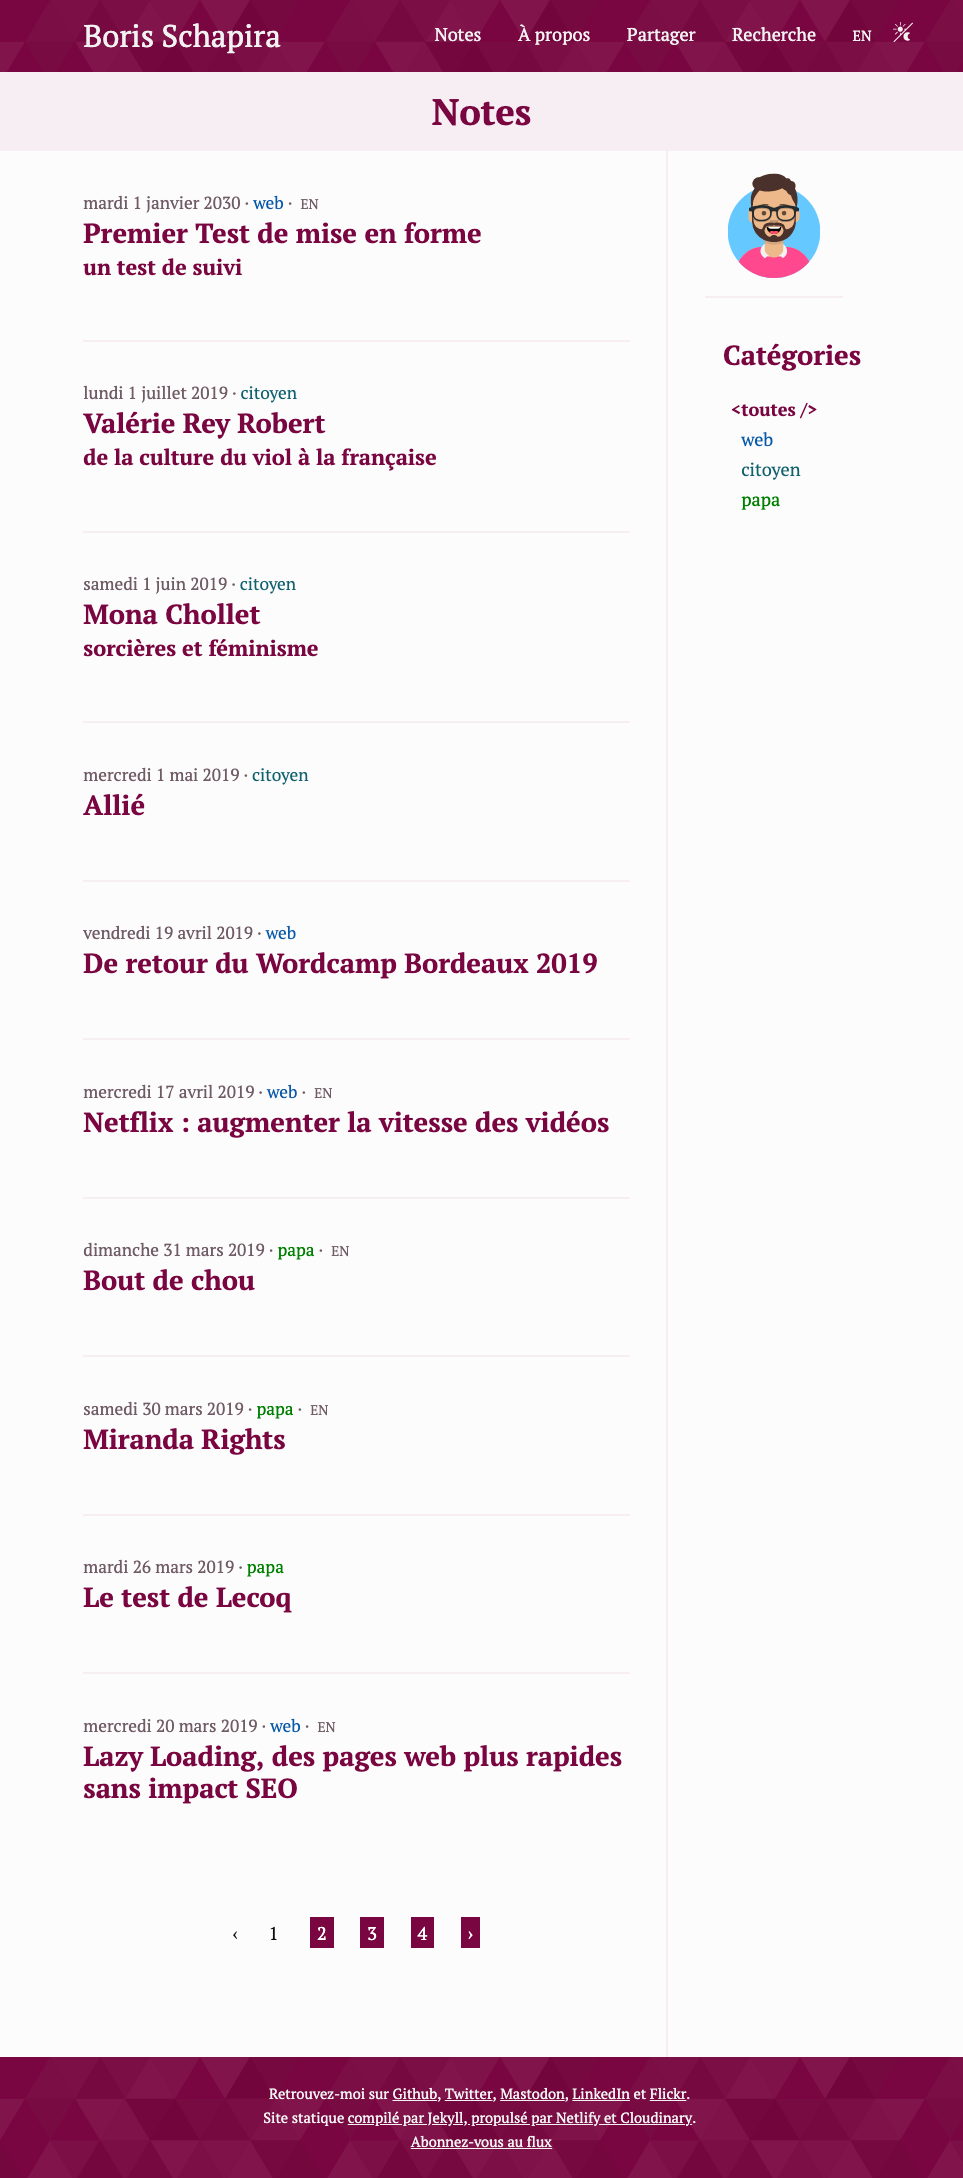 Boris Schapira
Notes À propos Partager Recherche EN
Notes
mardi 1 janvier 2030 · web · EN
Premier Test de mise en forme
un test de suivi
lundi 1 juillet 2019 · citoyen
Valérie Rey Robert
de la culture du viol à la française
samedi 1 juin 2019 · citoyen
Mona Chollet
sorcières et féminisme
mercredi 1 mai 2019 · citoyen
Allié
vendredi 19 avril 2019 · web
De retour du Wordcamp Bordeaux 2019
mercredi 17 avril 2019 · web · EN
Netflix : augmenter la vitesse des vidéos
dimanche 31 mars 2019 · papa · EN
Bout de chou
samedi 30 mars 2019 · papa · EN
Miranda Rights
mardi 26 mars 2019 · papa
Le test de Lecoq
mercredi 20 mars 2019 · web · EN
Lazy Loading, des pages web plus rapides
sans impact SEO
‹ 1 2 3 4 ›
Catégories
<toutes />
web
citoyen
papa
Retrouvez-moi sur Github, Twitter, Mastodon, LinkedIn et Flickr.
Site statique compilé par Jekyll, propulsé par Netlify et Cloudinary.
Abonnez-vous au flux